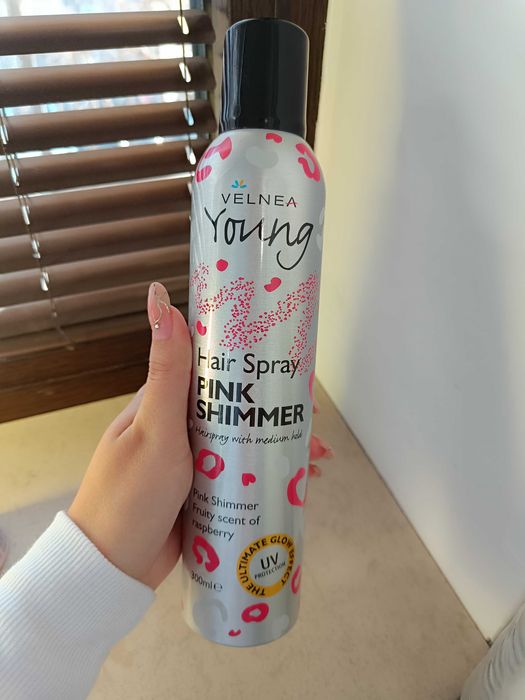 VELNEA
Young
Hair Spray
PINK
SHIMMER
Hairspray with medium hold
Pink Shimmer
Fruity scent of
raspberry
THE ULTIMATE GLOW EFFECT
UV
PROTECTION
300ml e